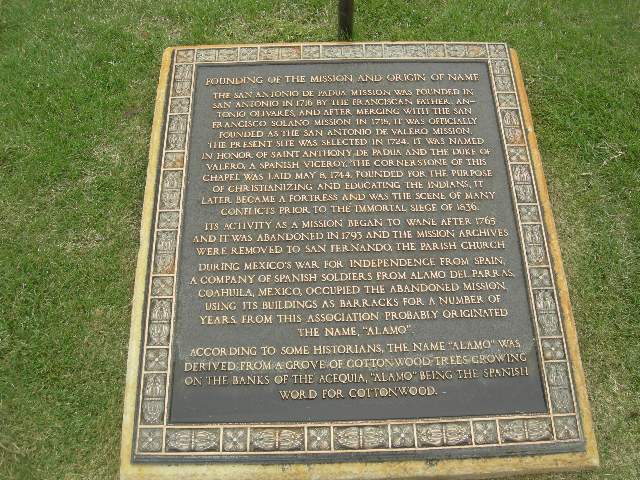 FOUNDING OF THE MISSION AND ORIGIN OF NAME
THE SAN ANTONIO DE PADUA MISSION WAS FOUNDED IN
SAN ANTONIO IN 1716 BY THE FRANCISCAN FATHER, AN-
TONIO OLIVARES, AND AFTER MERGING WITH THE SAN
FRANCISCO SOLANO MISSION IN 1718, IT WAS OFFICIALLY
FOUNDED AS THE SAN ANTONIO DE VALERO MISSION.
THE PRESENT SITE WAS SELECTED IN 1724. IT WAS NAMED
IN HONOR OF SAINT ANTHONY DE PADUA AND THE DUKE OF
VALERO, A SPANISH VICEROY. THE CORNERSTONE OF THIS
CHAPEL WAS LAID MAY 8, 1744. FOUNDED FOR THE PURPOSE
OF CHRISTIANIZING AND EDUCATING THE INDIANS, IT
LATER BECAME A FORTRESS AND WAS THE SCENE OF MANY
CONFLICTS PRIOR TO THE IMMORTAL SIEGE OF 1836.
ITS ACTIVITY AS A MISSION BEGAN TO WANE AFTER 1765
AND IT WAS ABANDONED IN 1793 AND THE MISSION ARCHIVES
WERE REMOVED TO SAN FERNANDO, THE PARISH CHURCH
DURING MEXICO'S WAR FOR INDEPENDENCE FROM SPAIN,
A COMPANY OF SPANISH SOLDIERS FROM ALAMO DEL PARRAS,
COAHUILA, MEXICO, OCCUPIED THE ABANDONED MISSION,
USING ITS BUILDINGS AS BARRACKS FOR A NUMBER OF
YEARS. FROM THIS ASSOCIATION PROBABLY ORIGINATED
THE NAME, "ALAMO".
ACCORDING TO SOME HISTORIANS, THE NAME "ALAMO" WAS
DERIVED FROM A GROVE OF COTTONWOOD TREES GROWING
ON THE BANKS OF THE ACEQUIA, "ALAMO" BEING THE SPANISH
WORD FOR COTTONWOOD.